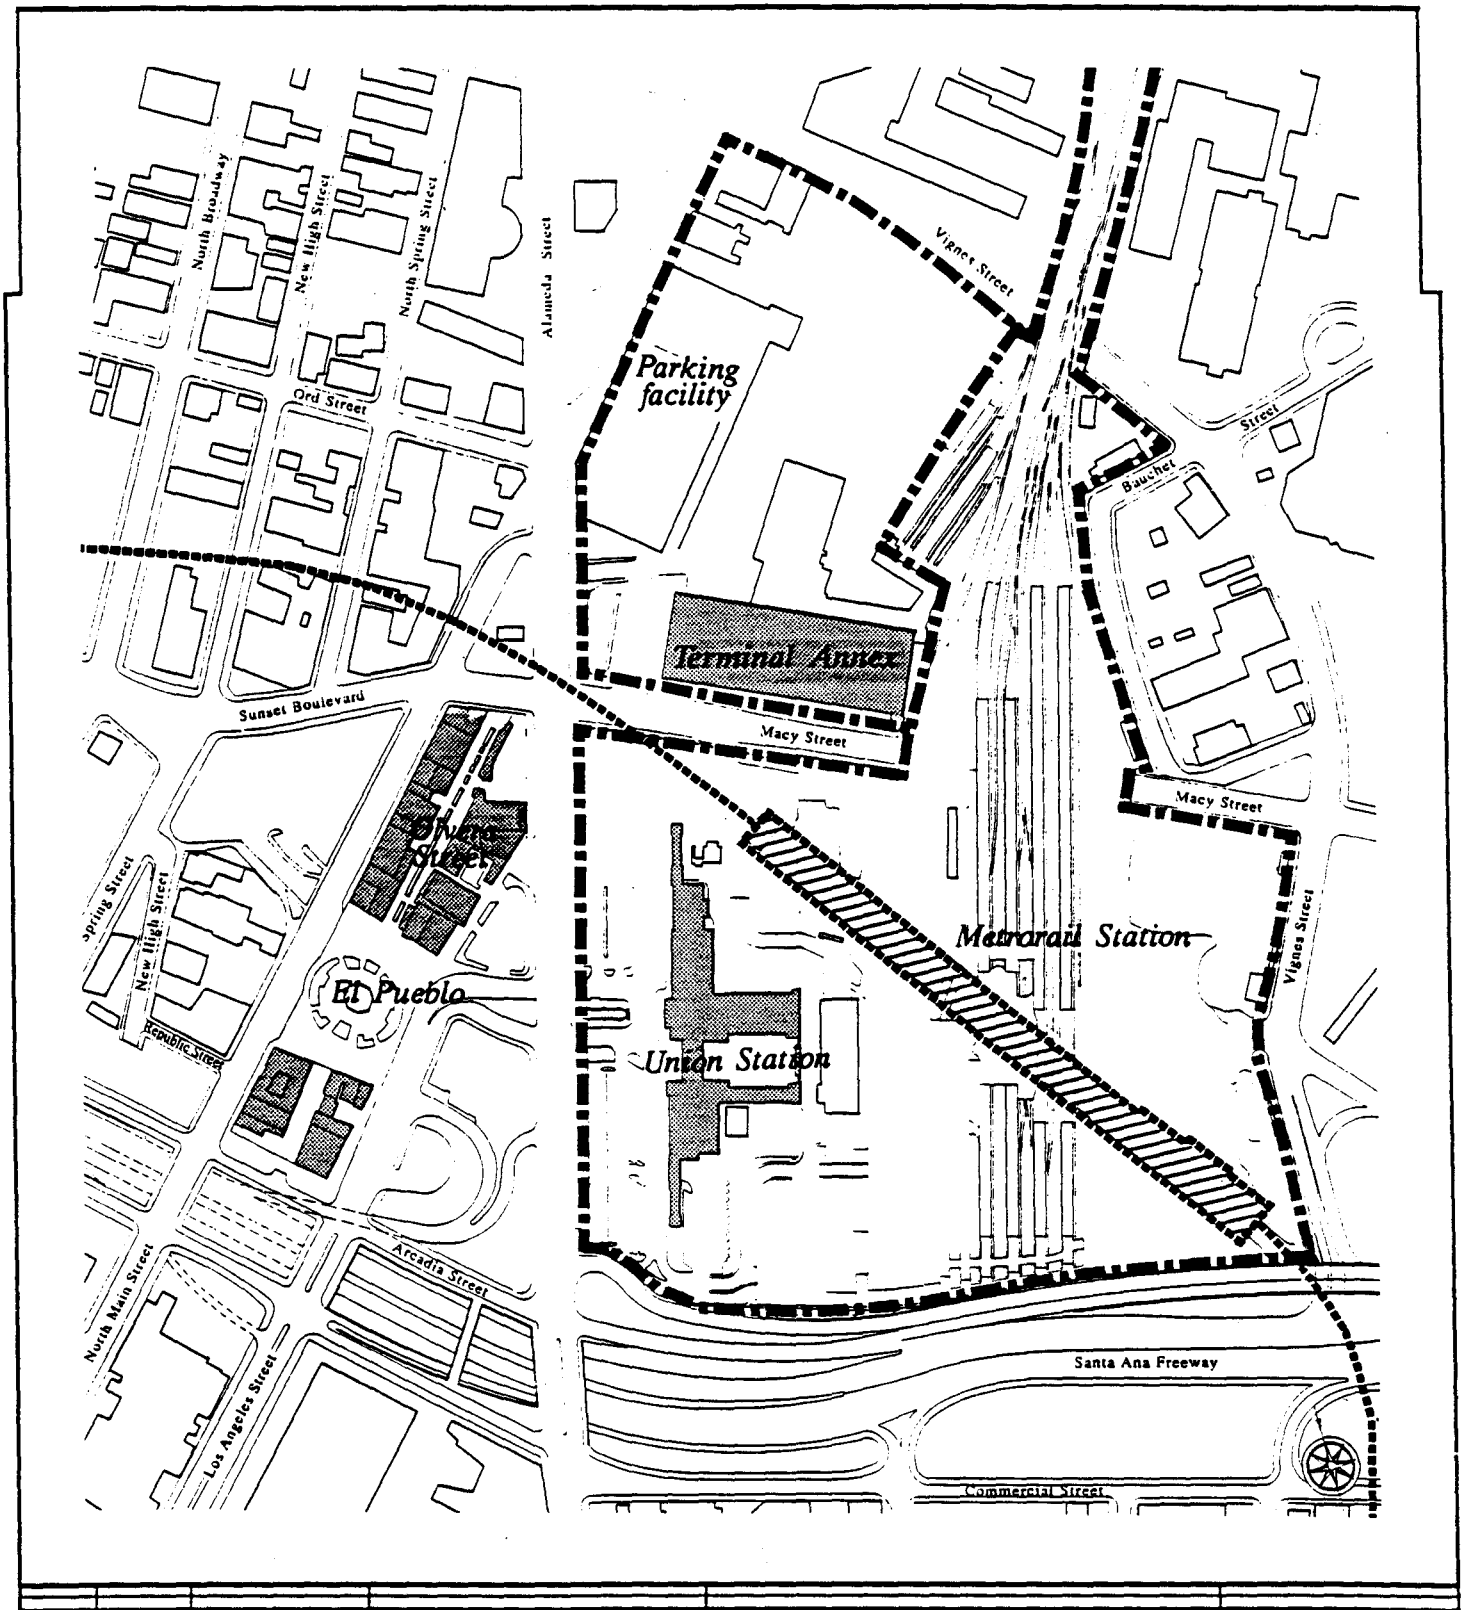 North Broadway
New High Street
North Spring Street
Alameda Street
Vignes Street
Parking
facility
Ord Street
Street
Bauchet
Terminal Annex
Sunset Boulevard
Macy Street
Macy Street
Olvera
Street
Spring Street
New High Street
Metrorail Station
Vignes Street
El Pueblo
Republic Street
Union Station
Arcadia Street
North Main Street
Los Angeles Street
Santa Ana Freeway
Commercial Street